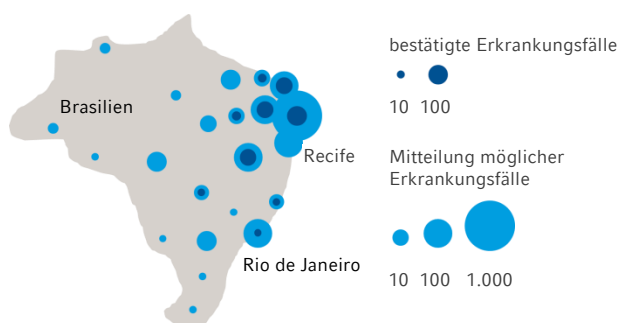 bestätigte Erkrankungsfälle
10 100
Brasilien
Recife
Mitteilung möglicher
Erkrankungsfälle
Rio de Janeiro
10 100 1.000